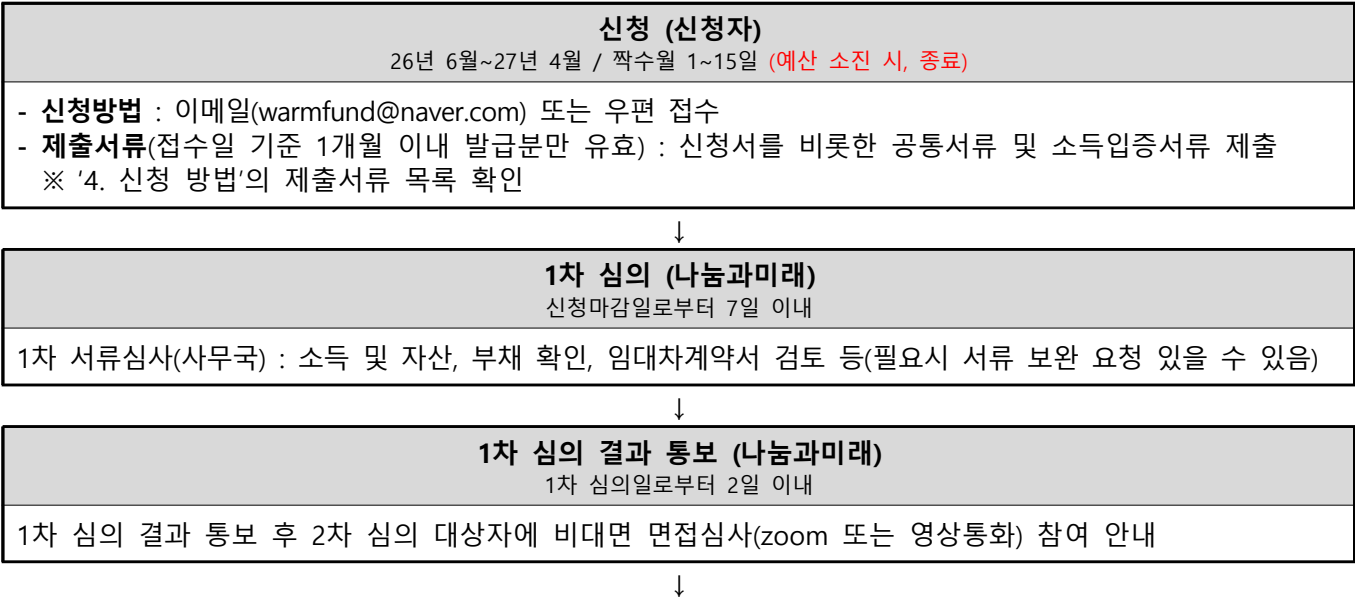 신청 (신청자)
26년 6월~27년 4월 / 짝수월 1~15일 (예산 소진 시, 종료)
- 신청방법 : 이메일(warmfund@naver.com) 또는 우편 접수
- 제출서류(접수일 기준 1개월 이내 발급분만 유효) : 신청서를 비롯한 공통서류 및 소득입증서류 제출
※ '4. 신청 방법'의 제출서류 목록 확인
↓
1차 심의 (나눔과미래)
신청마감일로부터 7일 이내
1차 서류심사(사무국) : 소득 및 자산, 부채 확인, 임대차계약서 검토 등(필요시 서류 보완 요청 있을 수 있음)
↓
1차 심의 결과 통보 (나눔과미래)
1차 심의일로부터 2일 이내
1차 심의 결과 통보 후 2차 심의 대상자에 비대면 면접심사(zoom 또는 영상통화) 참여 안내
↓